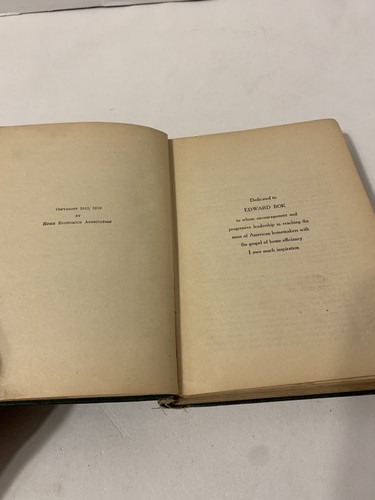 Copyright 1915, 1919
by
Home Economics Association
Dedicated to
EDWARD BOK
to whose encouragement and
progressive leadership in reaching the
mass of American homemakers with
the gospel of home efficiency
I owe much inspiration